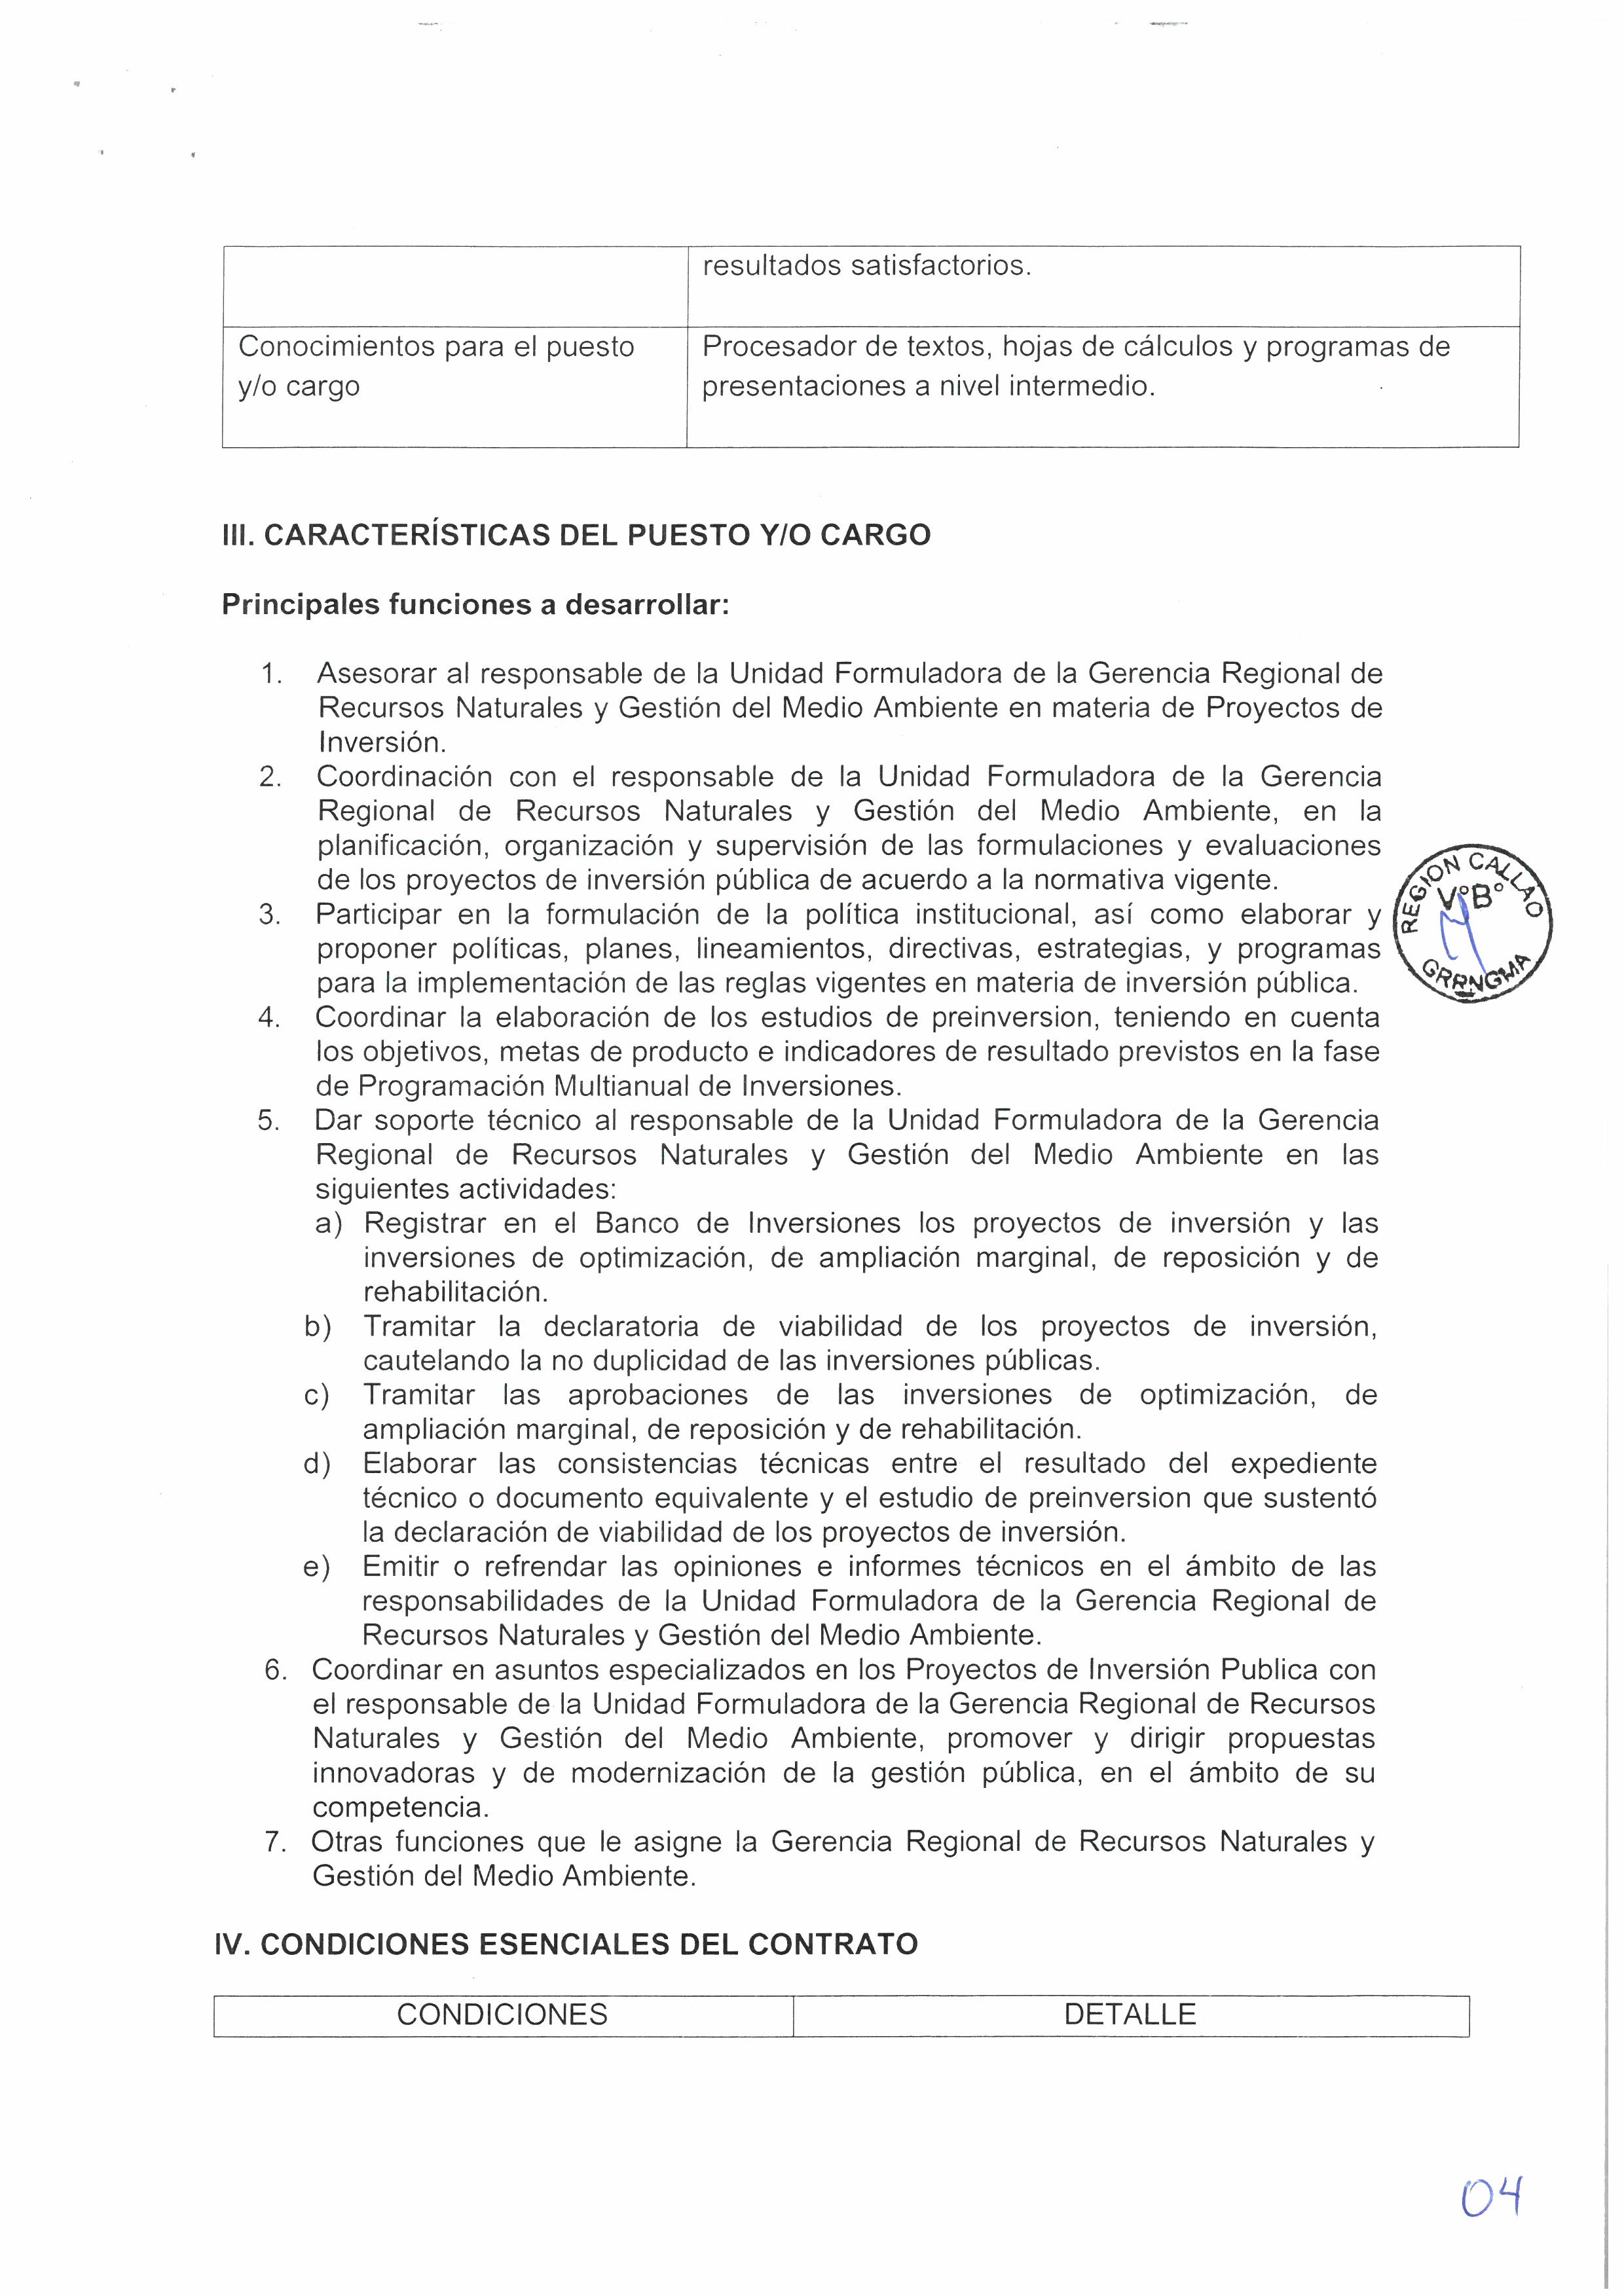 resultados satisfactorios.
Conocimientos para el puesto
y/o cargo
Procesador de textos, hojas de cálculos y programas de
presentaciones a nivel intermedio.
III. CARACTERÍSTICAS DEL PUESTO Y/O CARGO
Principales funciones a desarrollar:
1. Asesorar al responsable de la Unidad Formuladora de la Gerencia Regional de
Recursos Naturales y Gestión del Medio Ambiente en materia de Proyectos de
Inversión.
2. Coordinación con el responsable de la Unidad Formuladora de la Gerencia
Regional de Recursos Naturales y Gestión del Medio Ambiente, en la
planificación, organización y supervisión de las formulaciones y evaluaciones
de los proyectos de inversión pública de acuerdo a la normativa vigente.
3. Participar en la formulación de la política institucional, así como elaborar y
proponer políticas, planes, lineamientos, directivas, estrategias, y programas
para la implementación de las reglas vigentes en materia de inversión pública.
4. Coordinar la elaboración de los estudios de preinversion, teniendo en cuenta
los objetivos, metas de producto e indicadores de resultado previstos en la fase
de Programación Multianual de Inversiones.
5. Dar soporte técnico al responsable de la Unidad Formuladora de la Gerencia
Regional de Recursos Naturales y Gestión del Medio Ambiente en las
siguientes actividades:
a) Registrar en el Banco de Inversiones los proyectos de inversión y las
inversiones de optimización, de ampliación marginal, de reposición y de
rehabilitación.
b) Tramitar la declaratoria de viabilidad de los proyectos de inversión,
cautelando la no duplicidad de las inversiones públicas.
c) Tramitar las aprobaciones de las inversiones de optimización, de
ampliación marginal, de reposición y de rehabilitación.
d) Elaborar las consistencias técnicas entre el resultado del expediente
técnico o documento equivalente y el estudio de preinversion que sustentó
la declaración de viabilidad de los proyectos de inversión.
e) Emitir o refrendar las opiniones e informes técnicos en el ámbito de las
responsabilidades de la Unidad Formuladora de la Gerencia Regional de
Recursos Naturales y Gestión del Medio Ambiente.
6. Coordinar en asuntos especializados en los Proyectos de Inversión Publica con
el responsable de la Unidad Formuladora de la Gerencia Regional de Recursos
Naturales y Gestión del Medio Ambiente, promover y dirigir propuestas
innovadoras y de modernización de la gestión pública, en el ámbito de su
competencia.
7. Otras funciones que le asigne la Gerencia Regional de Recursos Naturales y
Gestión del Medio Ambiente.
REGION CALLAO
V°B°
GRRNGMA
IV. CONDICIONES ESENCIALES DEL CONTRATO
CONDICIONES
DETALLE
04